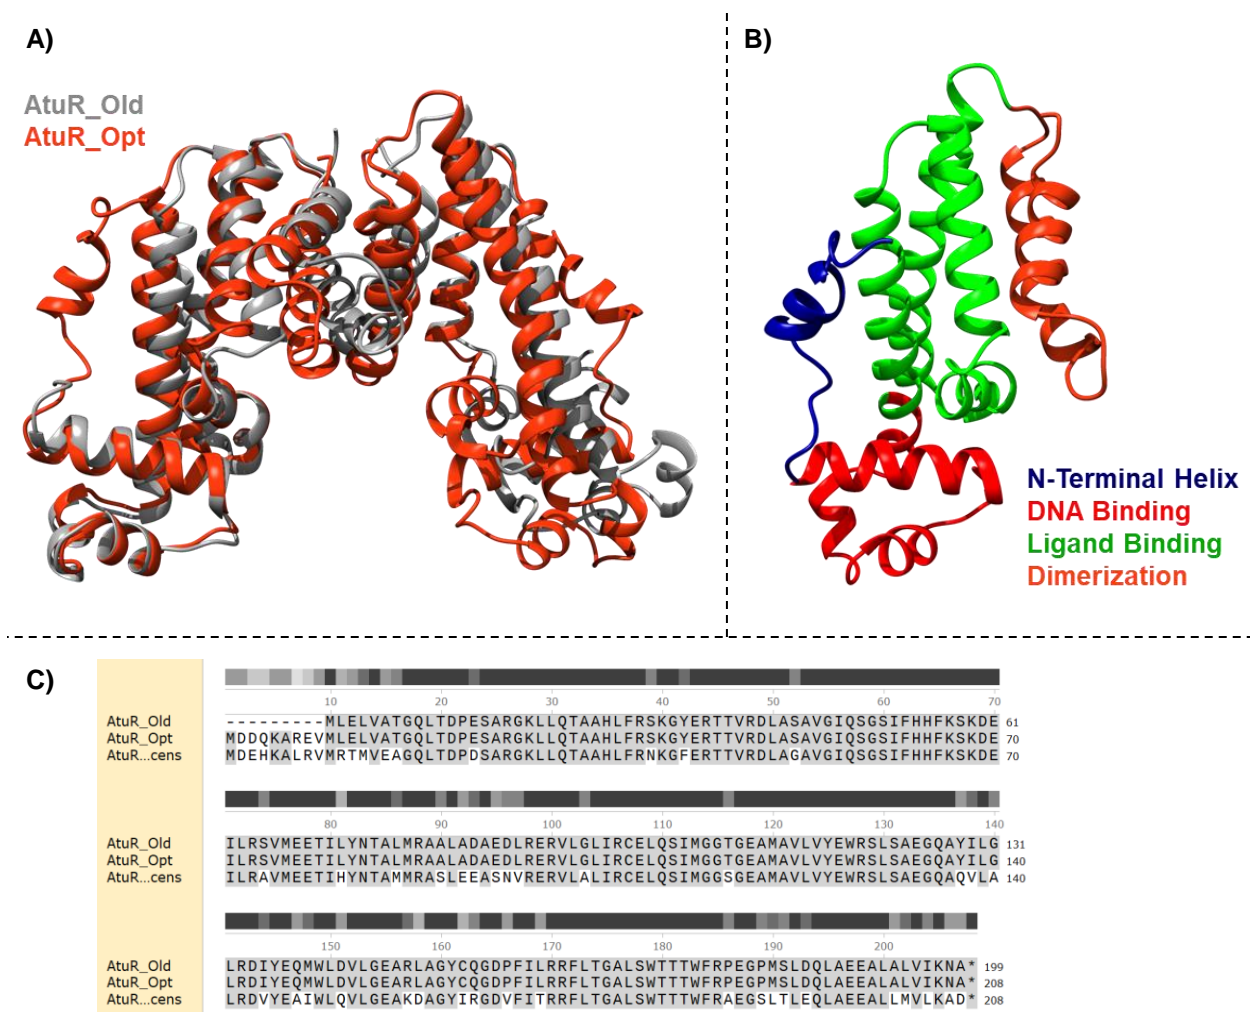 A)
AtuR_Old
AtuR_Opt
B)
N-Terminal Helix
DNA Binding
Ligand Binding
Dimerization
C)
10 20 30 40 50 60 70
AtuR_Old ---------MLELVATGQLTDPESARGKLLQTAAHLFRSKGYERTTVRDLASAVGIQSGSIFHHFKSKDE 61
AtuR_Opt MDDQKAREVMLELVATGQLTDPESARGKLLQTAAHLFRSKGYERTTVRDLASAVGIQSGSIFHHFKSKDE 70
AtuR...cens MDEHKALRVMRTMVEAGQLTDPDSARGKLLQTAAHLFRNKGFERTTVRDLAGAVGIQSGSIFHHFKSKDE 70
80 90 100 110 120 130 140
AtuR_Old ILRSVMEETILYNTALMRAALADAEDLRERVLGLIRCELQSIMGGTGEAMAVLVYEWRSLSAEGQAYILG 131
AtuR_Opt ILRSVMEETILYNTALMRAALADAEDLRERVLGLIRCELQSIMGGTGEAMAVLVYEWRSLSAEGQAYILG 140
AtuR...cens ILRAVMEETIHYNTAMMRASLEEASNVRERVLALIRCELQSIMGGSGEAMAVLVYEWRSLSAEGQAQVLA 140
150 160 170 180 190 200
AtuR_Old LRDIYEQMWLDVLGEARLAGYCQGDPFILRRFLTGALSWTTTWFRPEGPMSLDQLAEEALALVIKNA* 199
AtuR_Opt LRDIYEQMWLDVLGEARLAGYCQGDPFILRRFLTGALSWTTTWFRPEGPMSLDQLAEEALALVIKNA* 208
AtuR...cens LRDVYEAIWLQVLGEAKDAGYIRGDVFITRRFLTGALSWTTTWFRAEGSLTLEQLAEEALLMVLKAD* 208